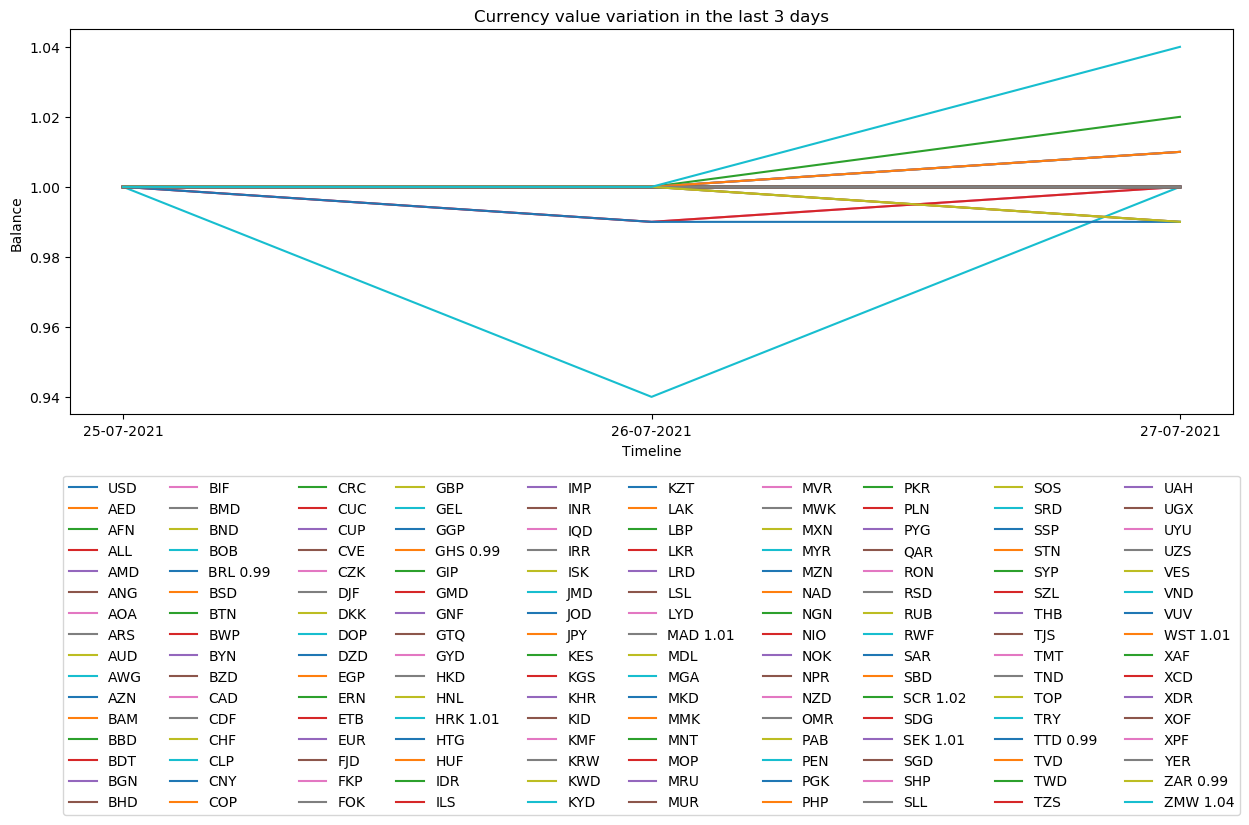 Currency value variation in the last 3 days
1.04
1.02
1.00
0.98
0.96
0.94
Balance
25-07-2021 26-07-2021 27-07-2021
Timeline
USD BIF CRC GBP IMP KZT MVR PKR SOS UAH
AED BMD CUC GEL INR LAK MWK PLN SRD UGX
AFN BND CUP GGP IQD LBP MXN PYG SSP UYU
ALL BOB CVE GHS 0.99 IRR LKR MYR QAR STN UZS
AMD BRL 0.99 CZK GIP ISK LRD MZN RON SYP VES
ANG BSD DJF GMD JMD LSL NAD RSD SZL VND
AOA BTN DKK GNF JOD LYD NGN RUB THB VUV
ARS BWP DOP GTQ JPY MAD 1.01 NIO RWF TJS WST 1.01
AUD BYN DZD GYD KES MDL NOK SAR TMT XAF
AWG BZD EGP HKD KGS MGA NPR SBD TND XCD
AZN CAD ERN HNL KHR MKD NZD SCR 1.02 TOP XDR
BAM CDF ETB HRK 1.01 KID MMK OMR SDG TRY XOF
BBD CHF EUR HTG KMF MNT PAB SEK 1.01 TTD 0.99 XPF
BDT CLP FJD HUF KRW MOP PEN SGD TVD YER
BGN CNY FKP IDR KWD MRU PGK SHP TWD ZAR 0.99
BHD COP FOK ILS KYD MUR PHP SLL TZS ZMW 1.04